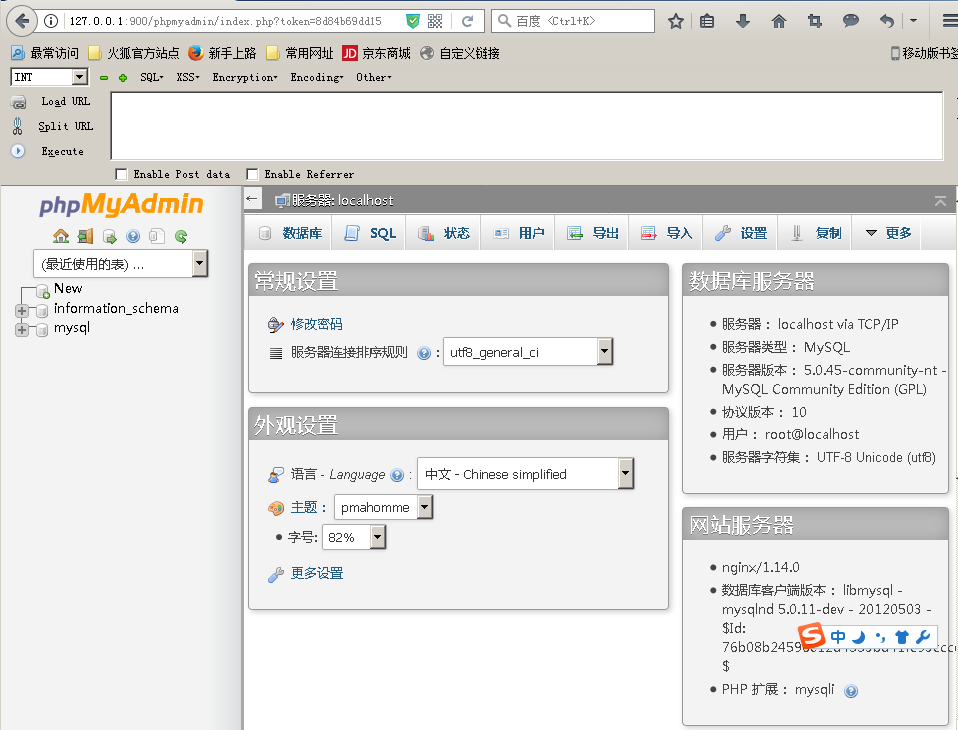 127.0.0.1:900/phpmyadmin/index.php?token=8d84b69dd15
百度 <Ctrl+K>
最常访问 火狐官方站点 新手上路 常用网址 JD 京东商城 自定义链接 移动版书签
INT SQL▾ XSS▾ Encryption▾ Encoding▾ Other▾
Load URL
Split URL
Execute
Enable Post data Enable Referrer
phpMyAdmin
(最近使用的表) ...
New
information_schema
mysql
服务器: localhost
数据库 SQL 状态 用户 导出 导入 设置 复制 更多
常规设置
修改密码
服务器连接排序规则 : utf8_general_ci
外观设置
语言 - Language : 中文 - Chinese simplified
主题： pmahomme
• 字号: 82%
更多设置
数据库服务器
• 服务器： localhost via TCP/IP
• 服务器类型： MySQL
• 服务器版本： 5.0.45-community-nt -
MySQL Community Edition (GPL)
• 协议版本： 10
• 用户： root@localhost
• 服务器字符集： UTF-8 Unicode (utf8)
网站服务器
• nginx/1.14.0
• 数据库客户端版本： libmysql -
mysqlnd 5.0.11-dev - 20120503 -
$Id:
S 中
$
• PHP 扩展： mysqli